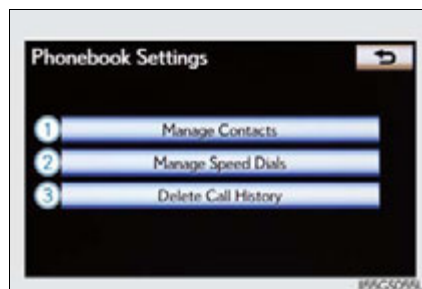 Phonebook Settings
1 Manage Contacts
2 Manage Speed Dials
3 Delete Call History